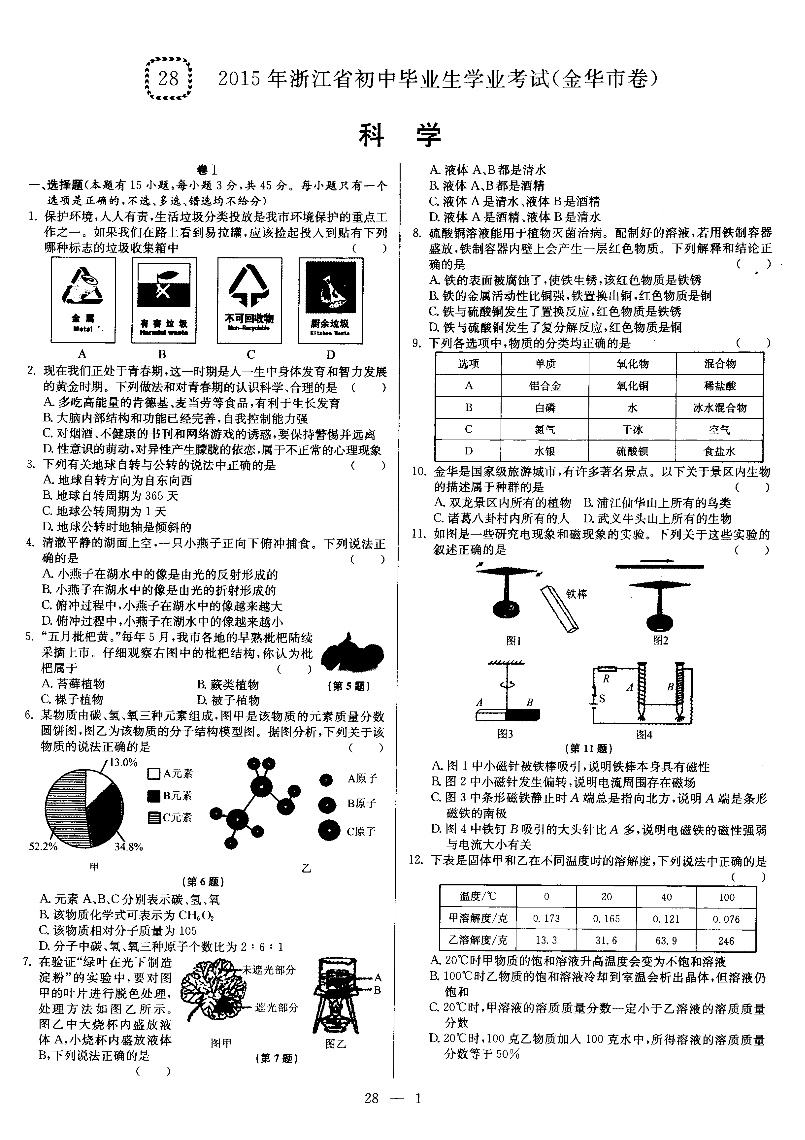 28
2015年浙江省初中毕业生学业考试(金华市卷)
科 学
卷Ⅰ
一、选择题(本题有15小题,每小题3分,共45分。每小题只有一个
选项是正确的,不选、多选、错选均不给分)
1. 保护环境,人人有责,生活垃圾分类投放是我市环境保护的重点工
作之一。如果我们在路上看到易拉罐,应该捡起投入到贴有下列
哪种标志的垃圾收集箱中 ( )
金 属
Metal
有害垃圾
Harmful waste
不可回收物
Non-Recyclable
厨余垃圾
Kitchen Waste
A B C D
2. 现在我们正处于青春期,这一时期是人一生中身体发育和智力发展
的黄金时期。下列做法和对青春期的认识科学、合理的是 ( )
A. 多吃高能量的肯德基、麦当劳等食品,有利于生长发育
B. 大脑内部结构和功能已经完善,自我控制能力强
C. 对烟酒、不健康的书刊和网络游戏的诱惑,要保持警惕并远离
D. 性意识的萌动,对异性产生朦胧的依恋,属于不正常的心理现象
3. 下列有关地球自转与公转的说法中正确的是 ( )
A. 地球自转方向为自东向西
B. 地球自转周期为365天
C. 地球公转周期为1天
D. 地球公转时地轴是倾斜的
4. 清澈平静的湖面上空,一只小燕子正向下俯冲捕食。下列说法正
确的是 ( )
A. 小燕子在湖水中的像是由光的反射形成的
B. 小燕子在湖水中的像是由光的折射形成的
C. 俯冲过程中,小燕子在湖水中的像越来越大
D. 俯冲过程中,小燕子在湖水中的像越来越小
5. “五月枇杷黄。”每年5月,我市各地的早熟枇杷陆续
采摘上市。仔细观察右图中的枇杷结构,你认为枇
杷属于 ( )
A. 苔藓植物 B. 蕨类植物
C. 裸子植物 D. 被子植物
(第5题)
6. 某物质由碳、氢、氧三种元素组成,图甲是该物质的元素质量分数
圆饼图,图乙为该物质的分子结构模型图。据图分析,下列关于该
物质的说法正确的是 ( )
13.0%
52.2%
34.8%
A元素
B元素
C元素
甲
A原子
B原子
C原子
乙
(第6题)
A. 元素A、B、C分别表示碳、氢、氧
B. 该物质化学式可表示为CH₆O₂
C. 该物质相对分子质量为105
D. 分子中碳、氢、氧三种原子个数比为2∶6∶1
7. 在验证“绿叶在光下制造
淀粉”的实验中,要对图
甲的叶片进行脱色处理,
处理方法如图乙所示。
图乙中大烧杯内盛放液
体A,小烧杯内盛放液体
B,下列说法正确的是
( )
未遮光部分
遮光部分
图甲
A
B
图乙
(第7题)
A. 液体A、B都是清水
B. 液体A、B都是酒精
C. 液体A是清水、液体B是酒精
D. 液体A是酒精、液体B是清水
8. 硫酸铜溶液能用于植物灭菌治病。配制好的溶液,若用铁制容器
盛放,铁制容器内壁上会产生一层红色物质。下列解释和结论正
确的是 ( )
A. 铁的表面被腐蚀了,使铁生锈,该红色物质是铁锈
B. 铁的金属活动性比铜强,铁置换出铜,红色物质是铜
C. 铁与硫酸铜发生了置换反应,红色物质是铁锈
D. 铁与硫酸铜发生了复分解反应,红色物质是铜
9. 下列各选项中,物质的分类均正确的是 ( )
选项 单质 氧化物 混合物
A 铝合金 氧化铜 稀盐酸
B 白磷 水 冰水混合物
C 氮气 干冰 空气
D 水银 硫酸钡 食盐水
10. 金华是国家级旅游城市,有许多著名景点。以下关于景区内生物
的描述属于种群的是 ( )
A. 双龙景区内所有的植物 B. 浦江仙华山上所有的鸟类
C. 诸葛八卦村内所有的人 D. 武义牛头山上所有的生物
11. 如图是一些研究电现象和磁现象的实验。下列关于这些实验的
叙述正确的是 ( )
铁棒
图1
图2
A B
图3
R
S
A
B
图4
(第11题)
A. 图1中小磁针被铁棒吸引,说明铁棒本身具有磁性
B. 图2中小磁针发生偏转,说明电流周围存在磁场
C. 图3中条形磁铁静止时A端总是指向北方,说明A端是条形
磁铁的南极
D. 图4中铁钉B吸引的大头针比A多,说明电磁铁的磁性强弱
与电流大小有关
12. 下表是固体甲和乙在不同温度时的溶解度,下列说法中正确的是
( )
温度/℃ 0 20 40 100
甲溶解度/克 0.173 0.165 0.121 0.076
乙溶解度/克 13.3 31.6 63.9 246
A. 20℃时甲物质的饱和溶液升高温度会变为不饱和溶液
B. 100℃时乙物质的饱和溶液冷却到室温会析出晶体,但溶液仍
饱和
C. 20℃时,甲溶液的溶质质量分数一定小于乙溶液的溶质质量
分数
D. 20℃时,100克乙物质加入100克水中,所得溶液的溶质质量
分数等于50%
28 — 1